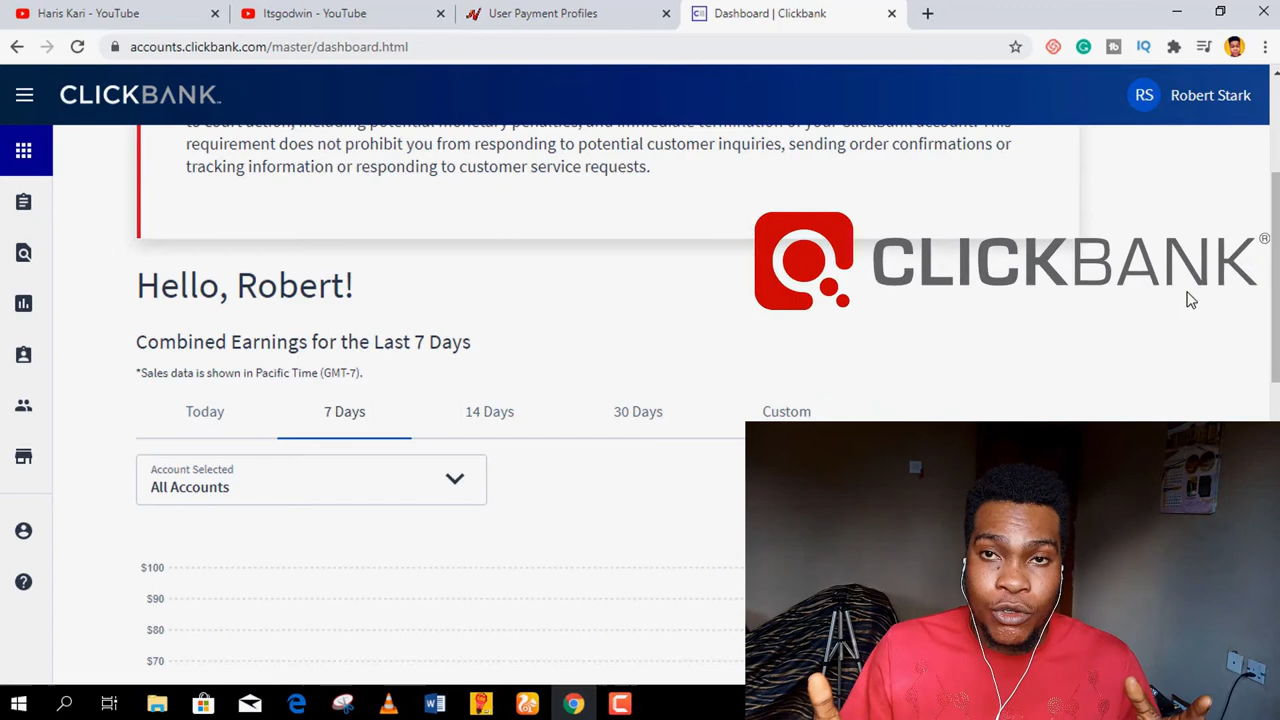 Haris Kari - YouTube
Itsgodwin - YouTube
User Payment Profiles
Dashboard | Clickbank
accounts.clickbank.com/master/dashboard.html
IQ
CLICKBANK
RS Robert Stark
requirement does not prohibit you from responding to potential customer inquiries, sending order confirmations or
tracking information or responding to customer service requests.
CLICKBANK®
Hello, Robert!
Combined Earnings for the Last 7 Days
*Sales data is shown in Pacific Time (GMT-7).
Today 7 Days 14 Days 30 Days Custom
Account Selected
All Accounts
$100
$90
$80
$70